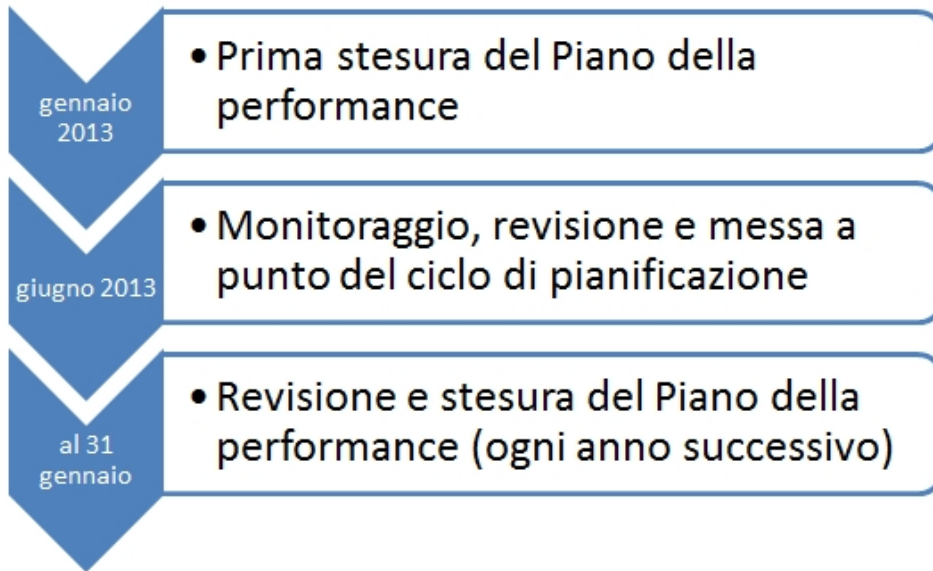 gennaio
2013
• Prima stesura del Piano della
performance
giugno 2013
• Monitoraggio, revisione e messa a
punto del ciclo di pianificazione
al 31
gennaio
• Revisione e stesura del Piano della
performance (ogni anno successivo)